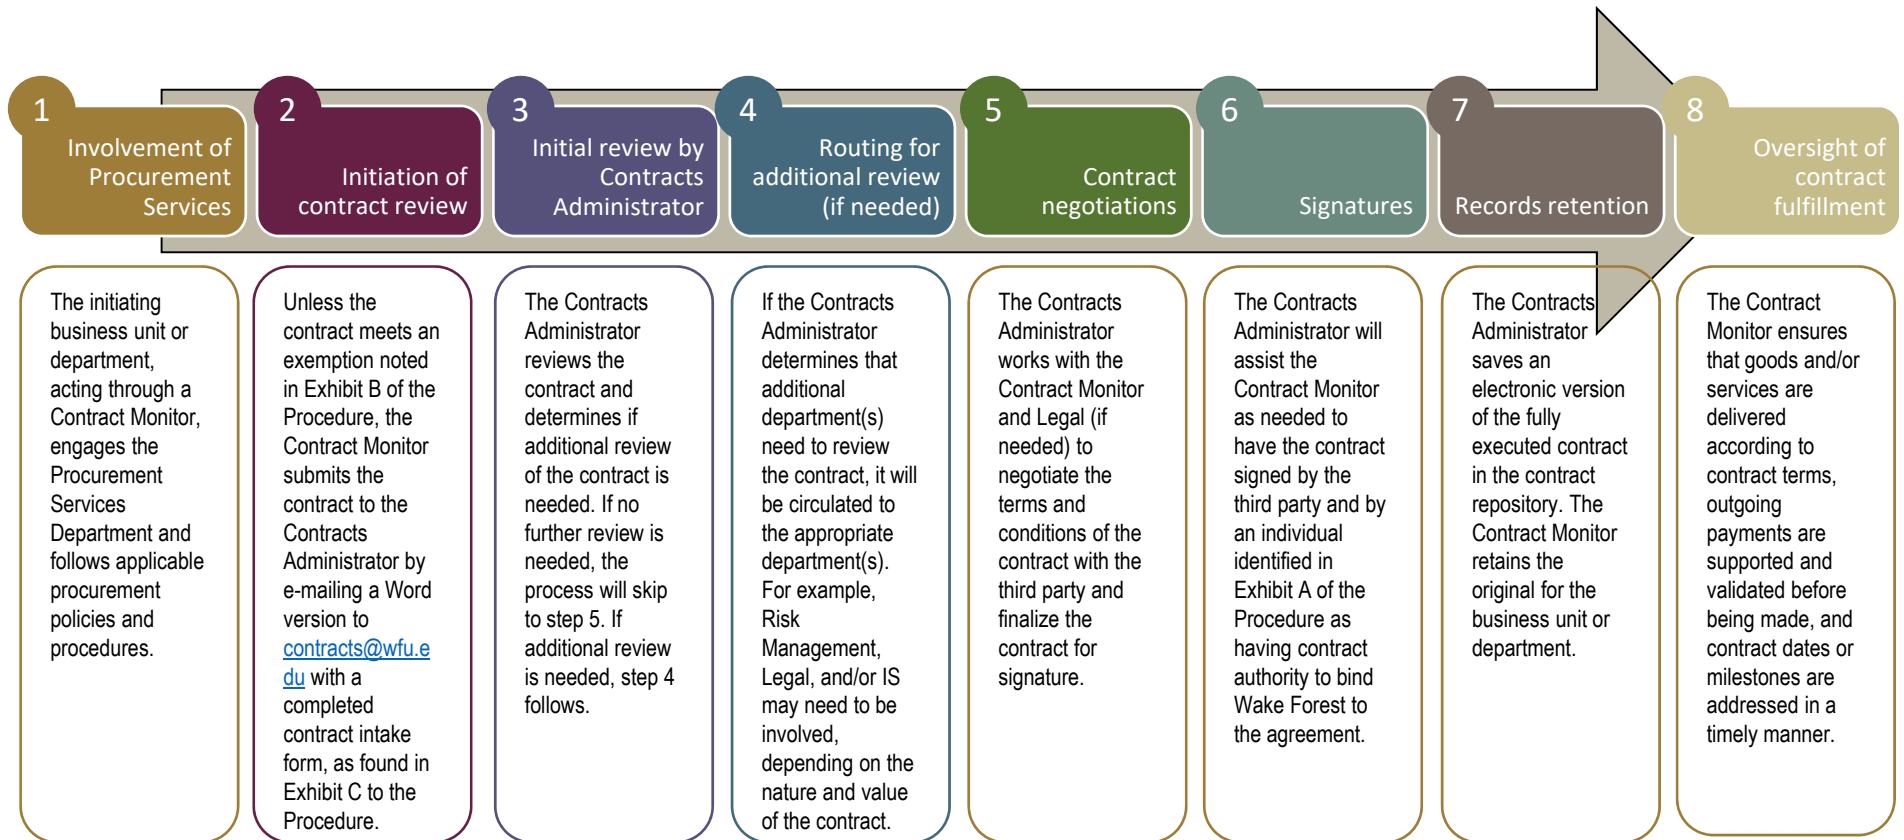 1
Involvement of
Procurement
Services
2
Initiation of
contract review
3
Initial review by
Contracts
Administrator
4
Routing for
additional review
(if needed)
5
Contract
negotiations
6
Signatures
7
Records retention
8
Oversight of
contract
fulfillment
The initiating
business unit or
department,
acting through a
Contract Monitor,
engages the
Procurement
Services
Department and
follows applicable
procurement
policies and
procedures.
Unless the
contract meets an
exemption noted
in Exhibit B of the
Procedure, the
Contract Monitor
submits the
contract to the
Contracts
Administrator by
e-mailing a Word
version to
contracts@wfu.e
du with a
completed
contract intake
form, as found in
Exhibit C to the
Procedure.
The Contracts
Administrator
reviews the
contract and
determines if
additional review
of the contract is
needed. If no
further review is
needed, the
process will skip
to step 5. If
additional review
is needed, step 4
follows.
If the Contracts
Administrator
determines that
additional
department(s)
need to review
the contract, it will
be circulated to
the appropriate
department(s).
For example,
Risk
Management,
Legal, and/or IS
may need to be
involved,
depending on the
nature and value
of the contract.
The Contracts
Administrator
works with the
Contract Monitor
and Legal (if
needed) to
negotiate the
terms and
conditions of the
contract with the
third party and
finalize the
contract for
signature.
The Contracts
Administrator will
assist the
Contract Monitor
as needed to
have the contract
signed by the
third party and by
an individual
identified in
Exhibit A of the
Procedure as
having contract
authority to bind
Wake Forest to
the agreement.
The Contracts
Administrator
saves an
electronic version
of the fully
executed contract
in the contract
repository. The
Contract Monitor
retains the
original for the
business unit or
department.
The Contract
Monitor ensures
that goods and/or
services are
delivered
according to
contract terms,
outgoing
payments are
supported and
validated before
being made, and
contract dates or
milestones are
addressed in a
timely manner.